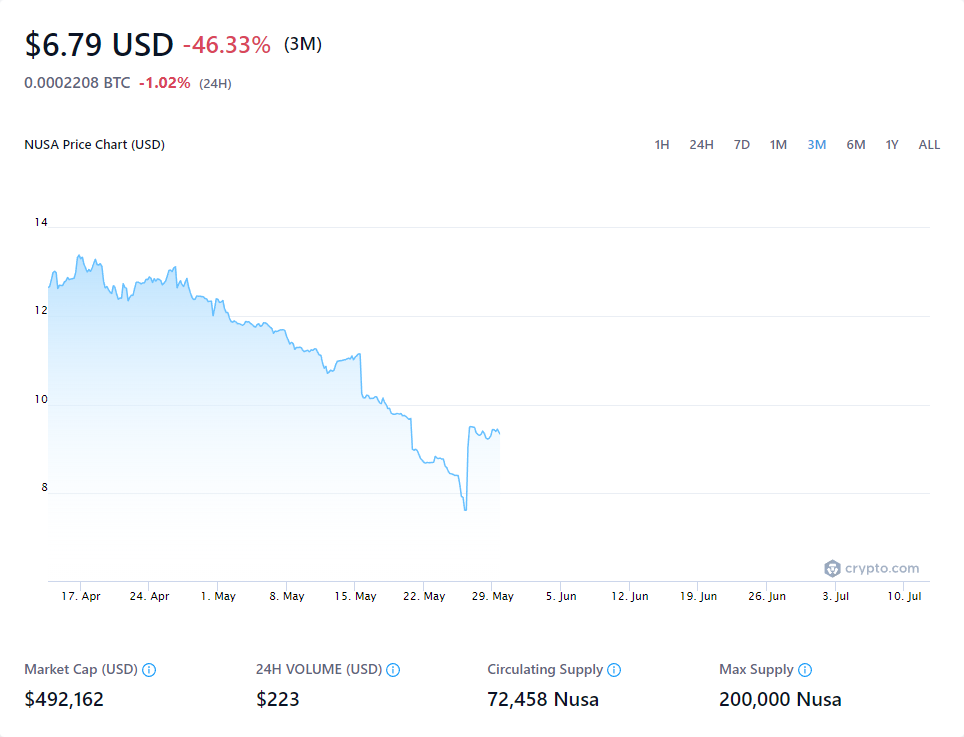 $6.79 USD -46.33% (3M)
0.0002208 BTC -1.02% (24H)
NUSA Price Chart (USD) 1H 24H 7D 1M 3M 6M 1Y ALL
14
12
10
8
crypto.com
17. Apr 24. Apr 1. May 8. May 15. May 22. May 29. May 5. Jun 12. Jun 19. Jun 26. Jun 3. Jul 10. Jul
Market Cap (USD) 24H VOLUME (USD) Circulating Supply Max Supply
$492,162 $223 72,458 Nusa 200,000 Nusa